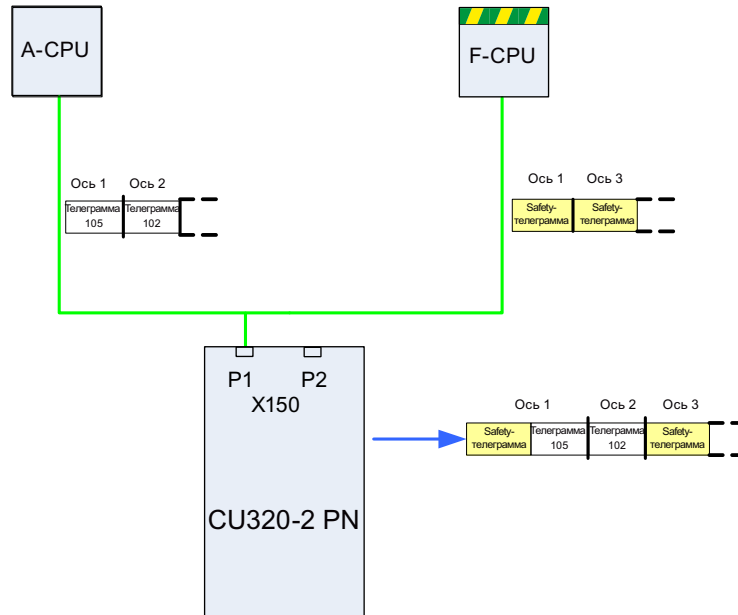 A-CPU
F-CPU
Ось 1 Ось 2
Телеграмма Телеграмма
105 102
Ось 1 Ось 3
Safety- Safety-
телеграмма телеграмма
P1 P2
X150
CU320-2 PN
Ось 1 Ось 2 Ось 3
Safety- Телеграмма Телеграмма Safety-
телеграмма 105 102 телеграмма